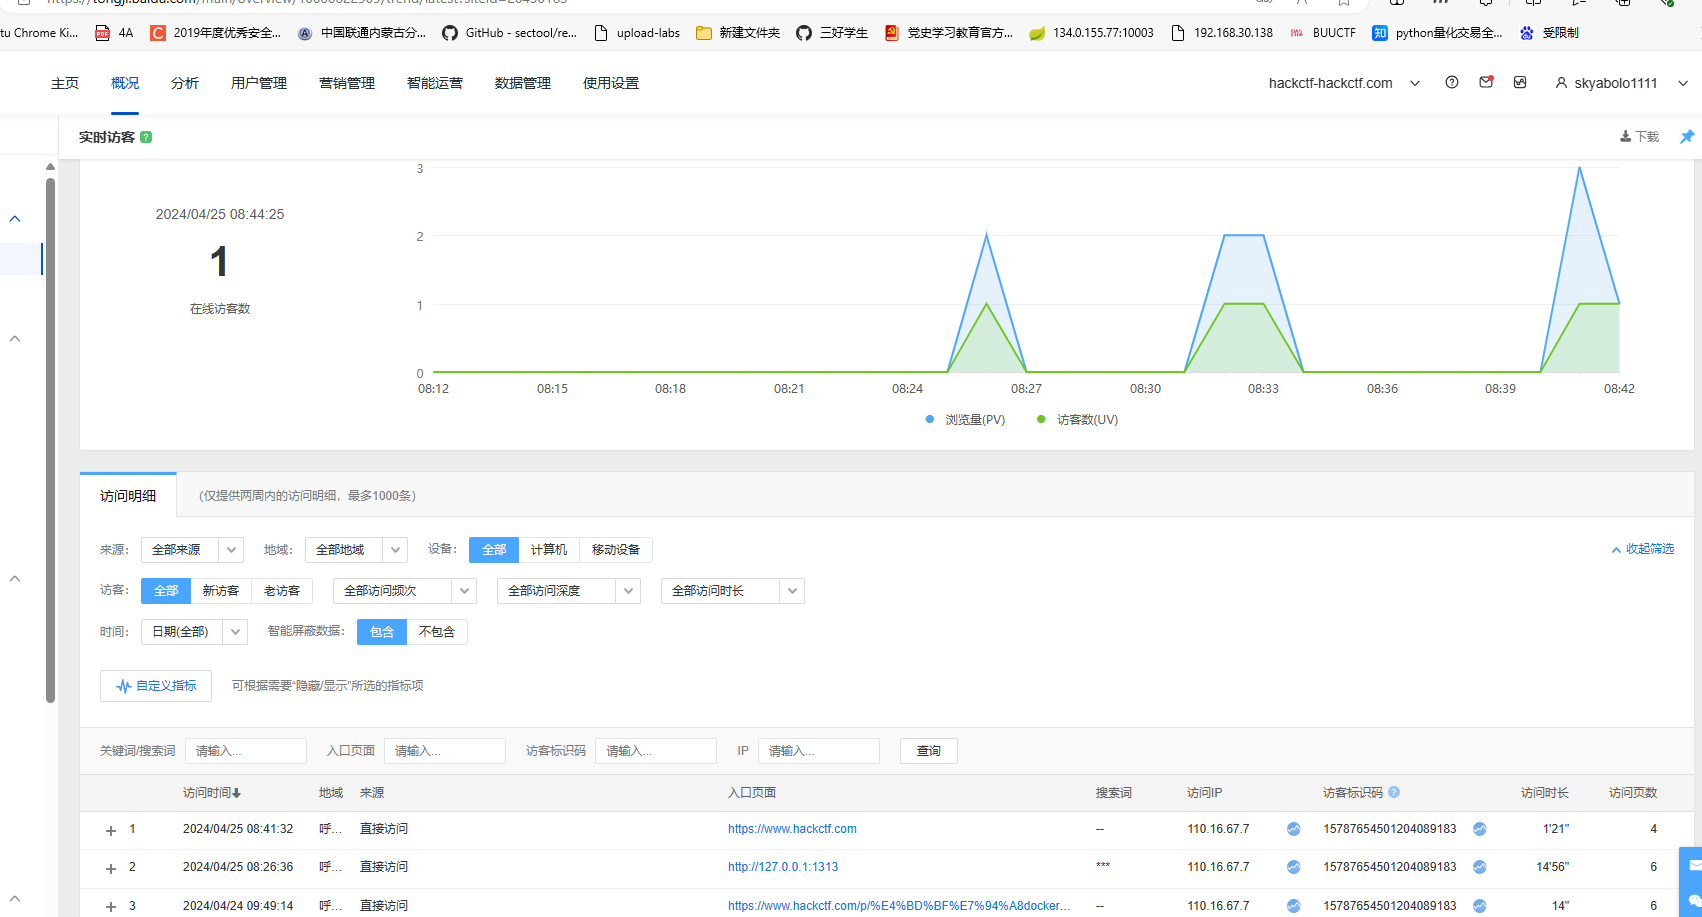 tu Chrome Ki... 4A 2019年度优秀安全... 中国联通内蒙古分... GitHub - sectool/re... upload-labs 新建文件夹 三好学生 党史学习教育官方... 134.0.155.77:10003 192.168.30.138 BUUCTF python量化交易全... 受限制
主页 概况 分析 用户管理 营销管理 智能运营 数据管理 使用设置 hackctf-hackctf.com skyabolo1111
实时访客 ? 下载
2024/04/25 08:44:25
1
在线访客数
3
2
1
0
08:12 08:15 08:18 08:21 08:24 08:27 08:30 08:33 08:36 08:39 08:42
浏览量(PV) 访客数(UV)
访问明细 (仅提供两周内的访问明细，最多1000条)
来源: 全部来源 地域: 全部地域 设备: 全部 计算机 移动设备 收起筛选
访客: 全部 新访客 老访客 全部访问频次 全部访问深度 全部访问时长
时间: 日期(全部) 智能屏蔽数据: 包含 不包含
自定义指标 可根据需要"隐藏/显示"所选的指标项
关键词/搜索词 请输入... 入口页面 请输入... 访客标识码 请输入... IP 请输入... 查询
访问时间 地域 来源 入口页面 搜索词 访问IP 访客标识码 ? 访问时长 访问页数
+ 1 2024/04/25 08:41:32 呼... 直接访问 https://www.hackctf.com -- 110.16.67.7 15787654501204089183 1'21" 4
+ 2 2024/04/25 08:26:36 呼... 直接访问 http://127.0.0.1:1313 *** 110.16.67.7 15787654501204089183 14'56" 6
+ 3 2024/04/24 09:49:14 呼... 直接访问 https://www.hackctf.com/p/%E4%BD%BF%E7%94%A8docker... -- 110.16.67.7 15787654501204089183 14" 6